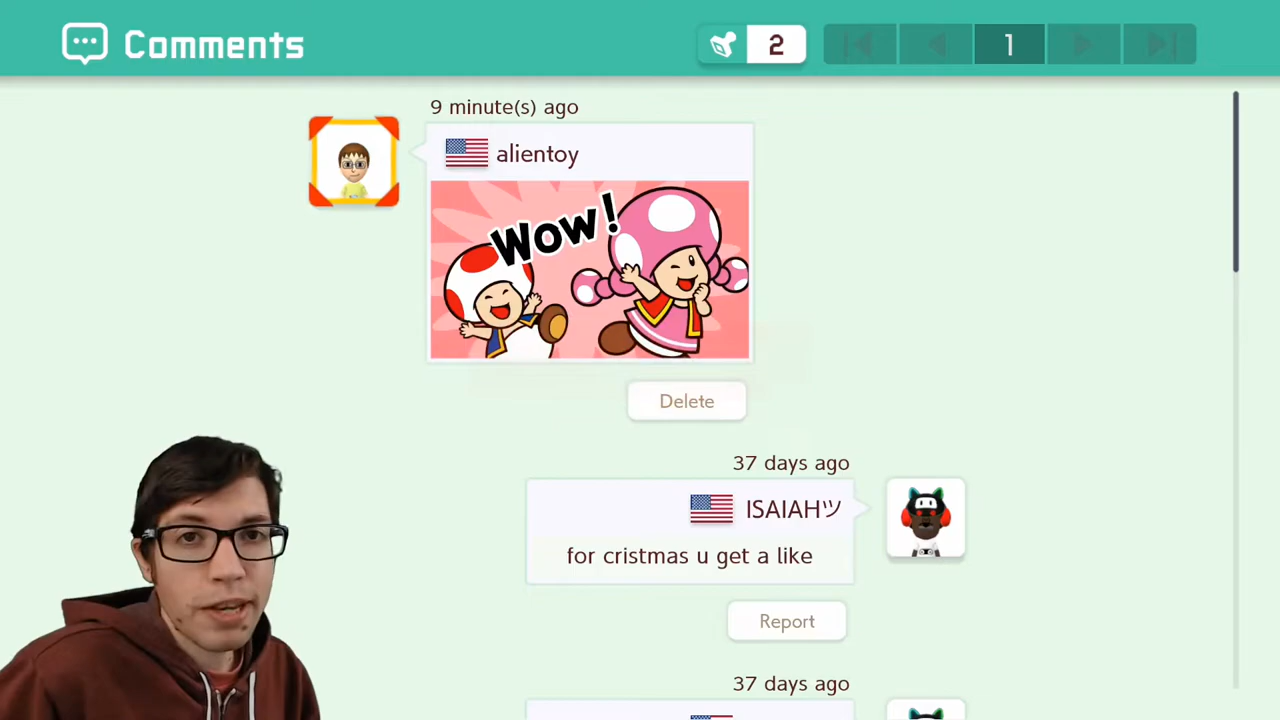 Comments
2
1
9 minute(s) ago
alientoy
Wow!
Delete
37 days ago
ISAIAHツ
for cristmas u get a like
Report
37 days ago